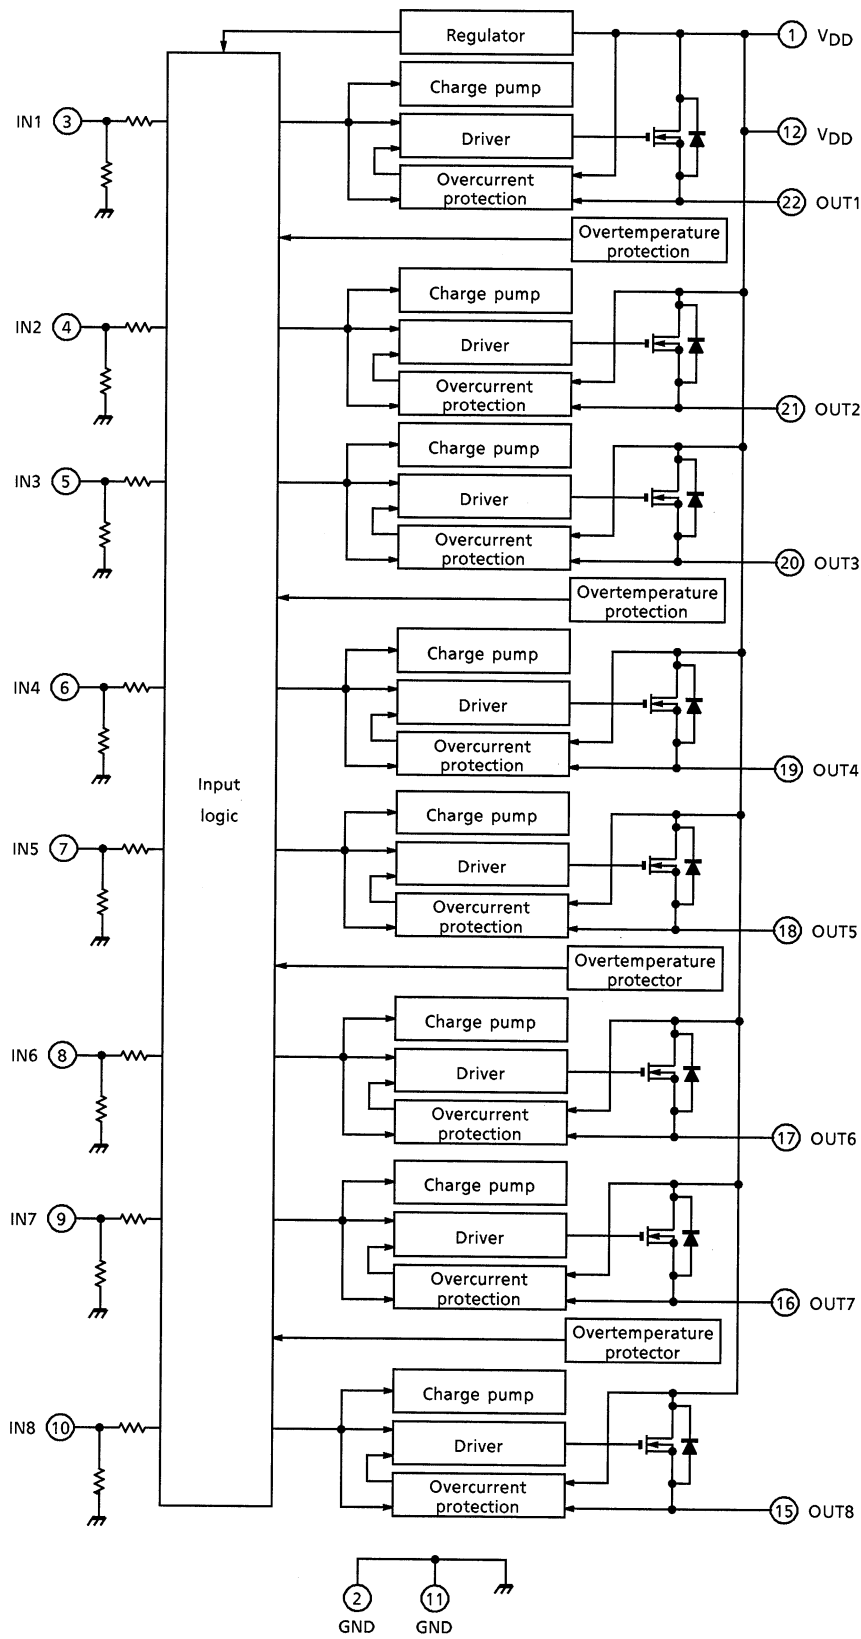 Regulator
1 VDD
Charge pump
IN1 3
Driver
12 VDD
Overcurrent
protection
22 OUT1
Overtemperature
protection
Charge pump
IN2 4
Driver
Overcurrent
protection
21 OUT2
Charge pump
IN3 5
Driver
Overcurrent
protection
20 OUT3
Overtemperature
protection
Charge pump
IN4 6
Driver
Overcurrent
protection
19 OUT4
Input
logic
Charge pump
IN5 7
Driver
Overcurrent
protection
18 OUT5
Overtemperature
protector
Charge pump
IN6 8
Driver
Overcurrent
protection
17 OUT6
Charge pump
IN7 9
Driver
Overcurrent
protection
16 OUT7
Overtemperature
protector
Charge pump
IN8 10
Driver
Overcurrent
protection
15 OUT8
2 11
GND GND